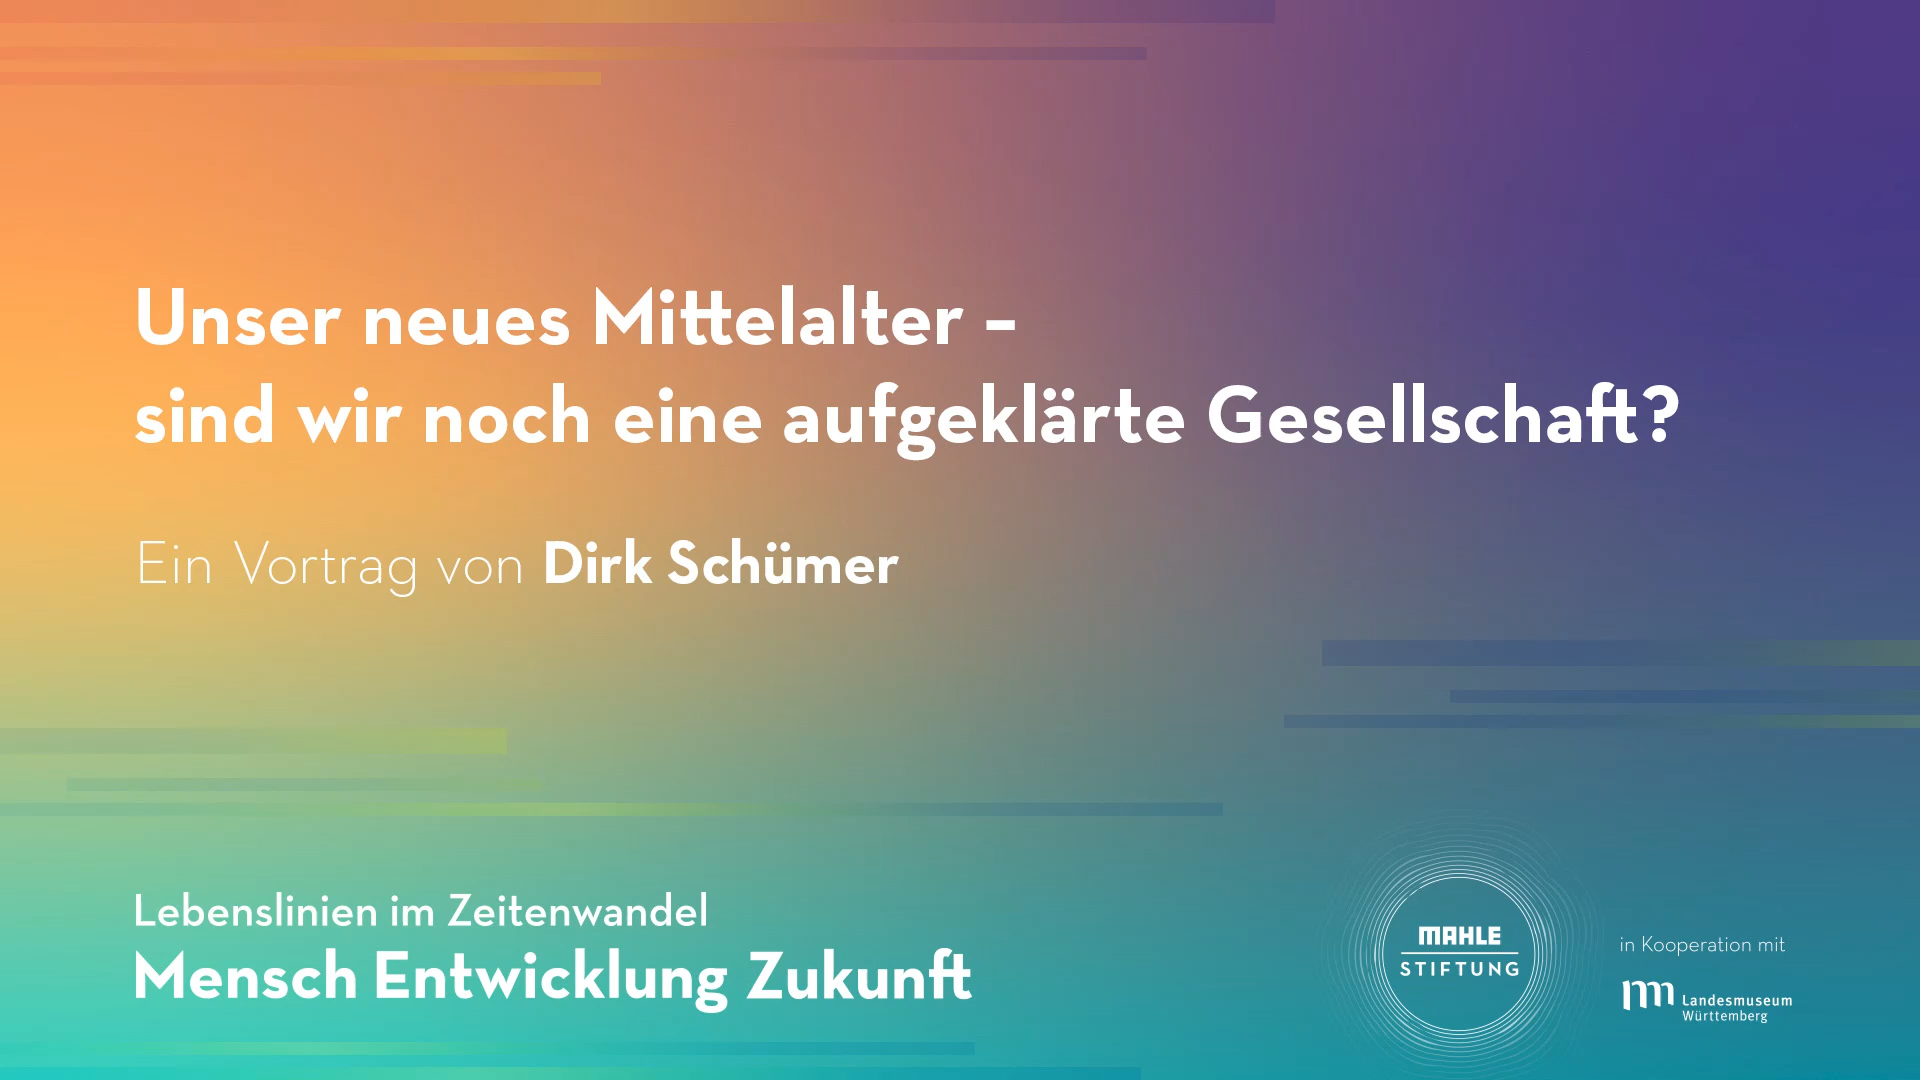 Unser neues Mittelalter –
sind wir noch eine aufgeklärte Gesellschaft?
Ein Vortrag von Dirk Schümer
Lebenslinien im Zeitenwandel
Mensch Entwicklung Zukunft
MAHLE
STIFTUNG
in Kooperation mit
m Landesmuseum
Württemberg